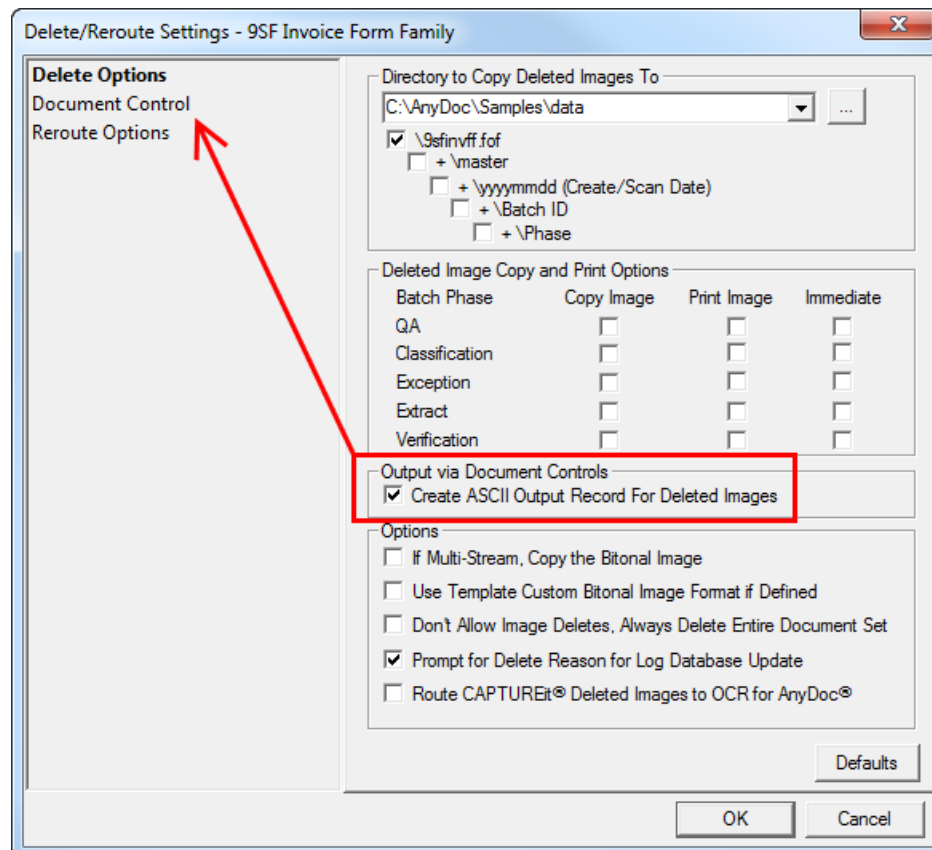 Delete/Reroute Settings - 9SF Invoice Form Family
Delete Options
Document Control
Reroute Options
Directory to Copy Deleted Images To
C:\AnyDoc\Samples\data
...
\9sfinvff.fof
+ \master
+ \yyyymmdd (Create/Scan Date)
+ \Batch ID
+ \Phase
Deleted Image Copy and Print Options
Batch Phase Copy Image Print Image Immediate
QA
Classification
Exception
Extract
Verification
Output via Document Controls
Create ASCII Output Record For Deleted Images
Options
If Multi-Stream, Copy the Bitonal Image
Use Template Custom Bitonal Image Format if Defined
Don't Allow Image Deletes, Always Delete Entire Document Set
Prompt for Delete Reason for Log Database Update
Route CAPTUREit® Deleted Images to OCR for AnyDoc®
Defaults
OK Cancel